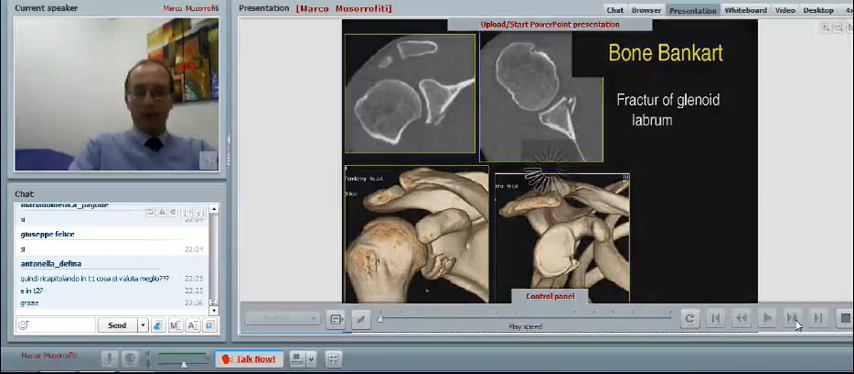 Current speaker
Marco Musorrofiti
Presentation
[Marco Musorrofiti]
Chat
Browser
Presentation
Whiteboard
Video
Desktop
4x
Upload/Start PowerPoint presentation
Bone Bankart
Fractur of glenoid
labrum
Chat
si
22:24
giuseppe felice
si
22:24
antonella_defina
quindi ricapitolando in t1 cosa si valuta meglio???
22:25
e in t2?
22:25
grazie
22:26
Send
Control panel
Play speed
Marco Musorrofiti
Talk Now!